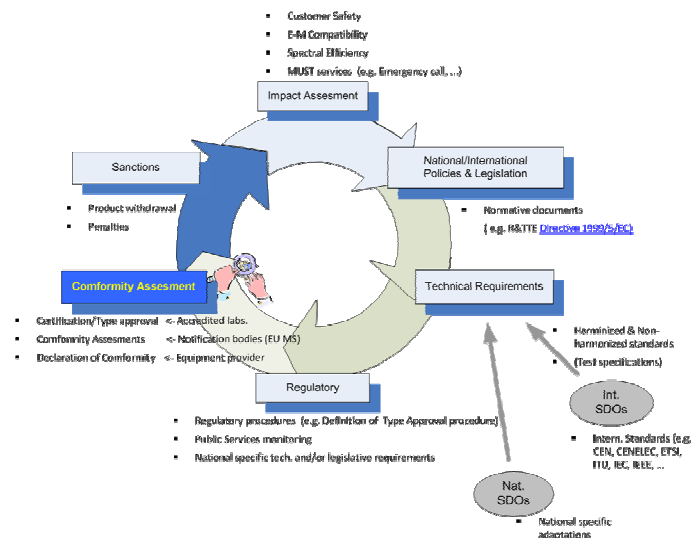 ▪ Customer Safety
▪ E-M Compatibility
▪ Spectral Efficiency
▪ MUST services (e.g. Emergency call, ...)
Impact Assesment
National/International
Policies & Legislation
▪ Normative documents
( e.g. R&TTE Directive 1999/5/EC)
Technical Requirements
▪ Harminized & Non-
harmonized standards
▪ (Test specifications)
Int.
SDOs
▪ Intern. Standards (e.g.
CEN, CENELEC, ETSI,
ITU, IEC, IEEE, ...
Nat.
SDOs
▪ National specific
adaptations
Regulatory
▪ Regulatory procedures (e.g. Definition of Type Approval procedure)
▪ Public Services monitoring
▪ National specific tech. and/or legislative requirements
Comformity Assesment
▪ Certification/Type approval <- Accredited labs.
▪ Comformity Assesments <- Notification bodies (EU MS)
▪ Declaration of Comformity <- Equipment provider
Sanctions
▪ Product withdrawal
▪ Penalties